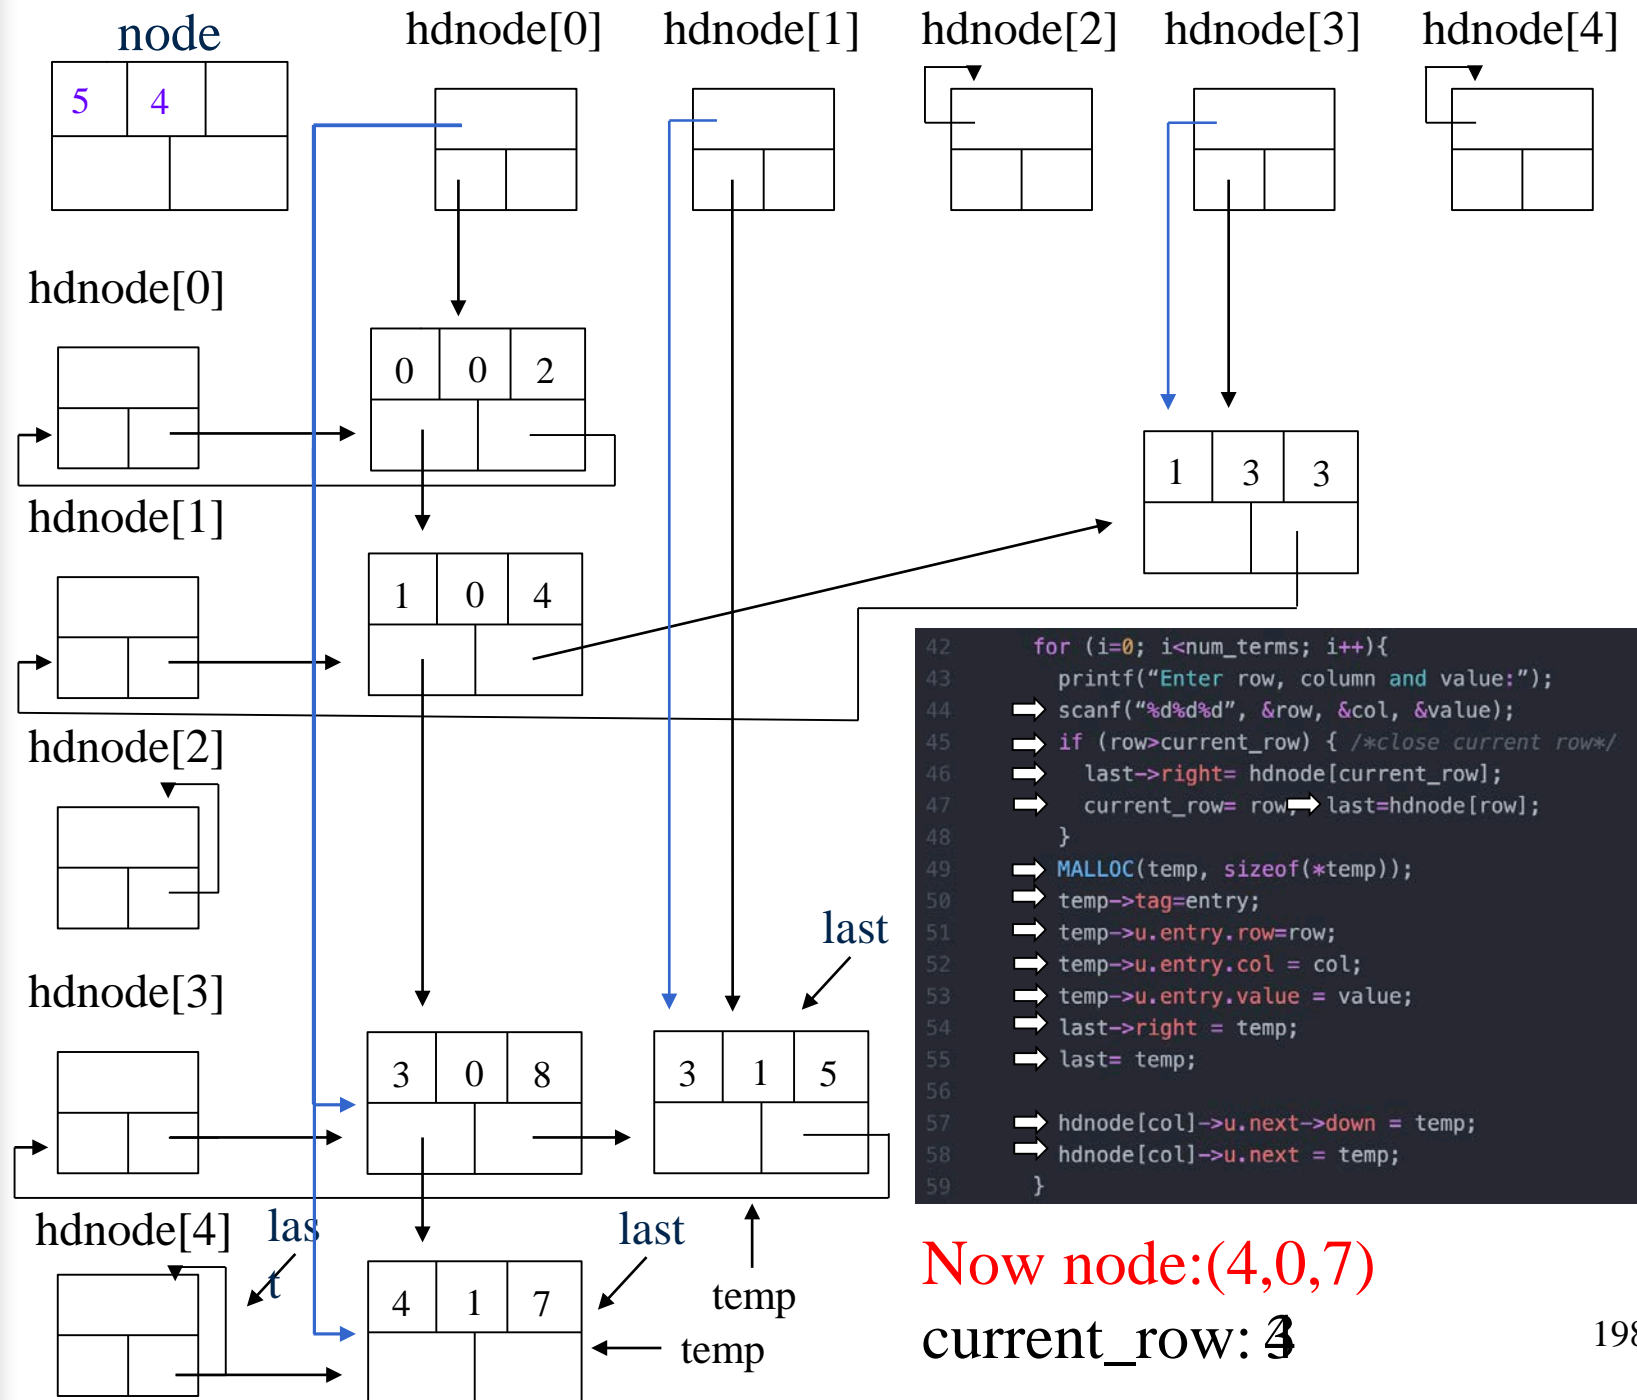 node
hdnode[0]
hdnode[1]
hdnode[2]
hdnode[3]
hdnode[4]
5 4
hdnode[0]
0 0 2
hdnode[1]
1 3 3
1 0 4
hdnode[2]
42 for (i=0; i<num_terms; i++){
43 printf(“Enter row, column and value:”);
44 scanf(“%d%d%d”, &row, &col, &value);
45 if (row>current_row) { /*close current row*/
46 last->right= hdnode[current_row];
47 current_row= row, last=hdnode[row];
48 }
49 MALLOC(temp, sizeof(*temp));
50 temp->tag=entry;
51 temp->u.entry.row=row;
52 temp->u.entry.col = col;
53 temp->u.entry.value = value;
54 last->right = temp;
55 last= temp;
56
57 hdnode[col]->u.next->down = temp;
58 hdnode[col]->u.next = temp;
59 }
last
hdnode[3]
3 0 8
3 1 5
hdnode[4]
las
t
last
temp
4 1 7
temp
Now node:(4,0,7)
current_row:
198